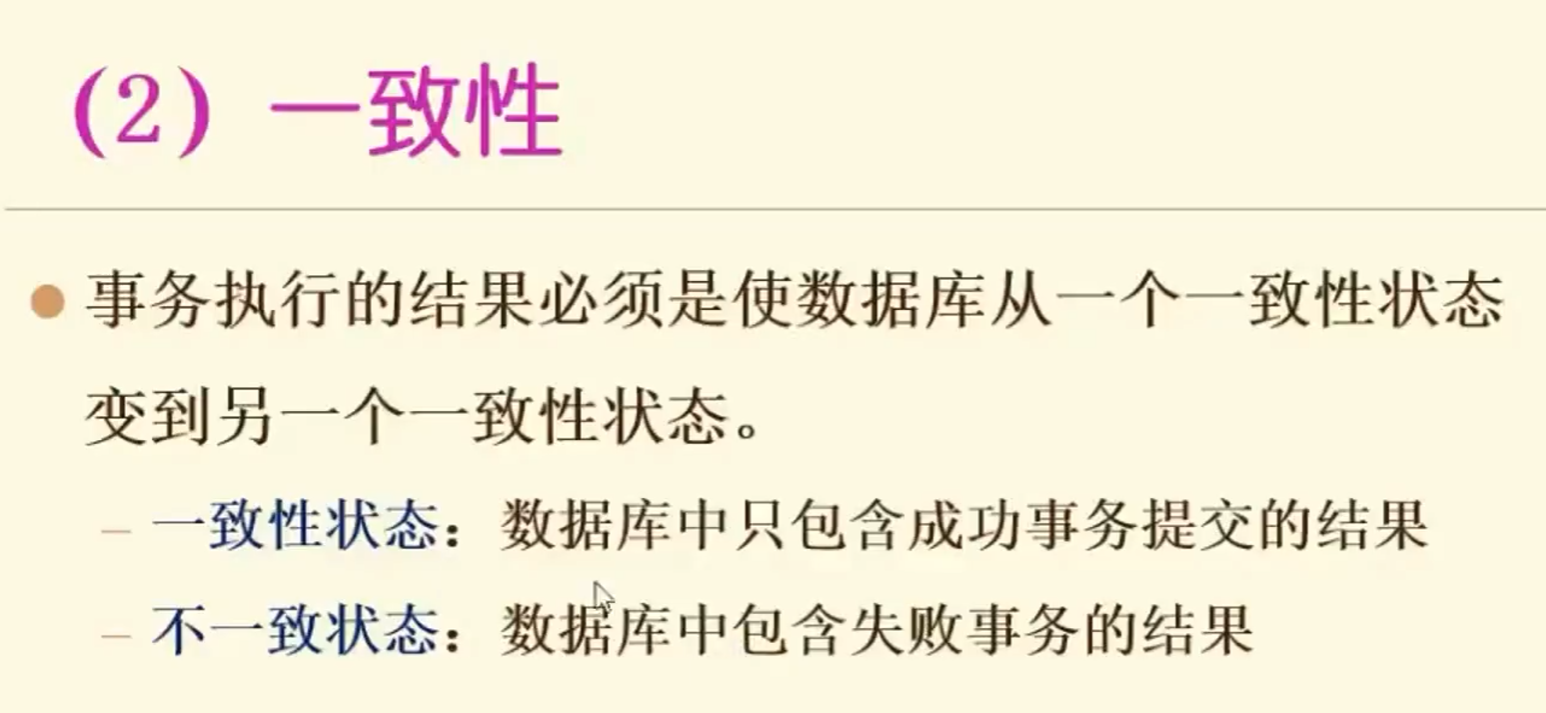 （2）一致性
事务执行的结果必须是使数据库从一个一致性状态
变到另一个一致性状态。
– 一致性状态：数据库中只包含成功事务提交的结果
– 不一致状态：数据库中包含失败事务的结果